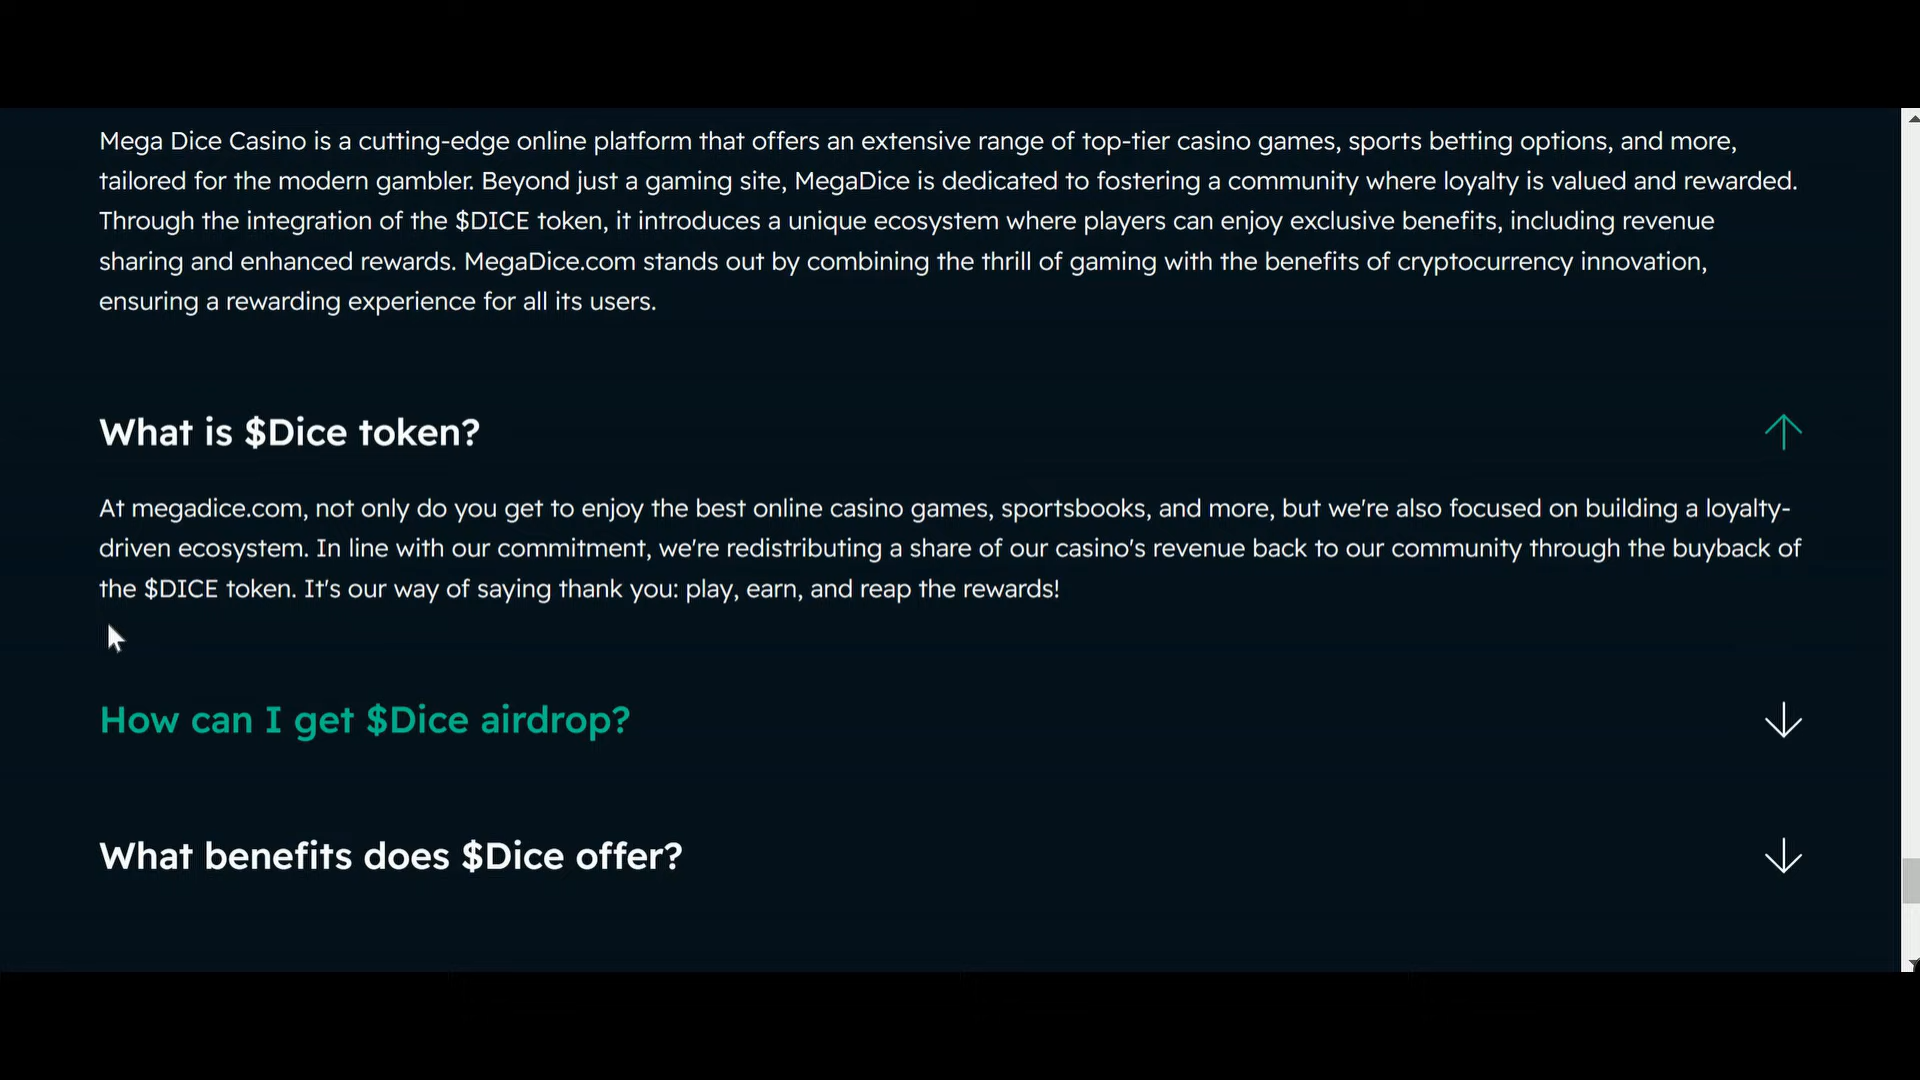 Mega Dice Casino is a cutting-edge online platform that offers an extensive range of top-tier casino games, sports betting options, and more,
tailored for the modern gambler. Beyond just a gaming site, MegaDice is dedicated to fostering a community where loyalty is valued and rewarded.
Through the integration of the $DICE token, it introduces a unique ecosystem where players can enjoy exclusive benefits, including revenue
sharing and enhanced rewards. MegaDice.com stands out by combining the thrill of gaming with the benefits of cryptocurrency innovation,
ensuring a rewarding experience for all its users.
What is $Dice token?
At megadice.com, not only do you get to enjoy the best online casino games, sportsbooks, and more, but we're also focused on building a loyalty-
driven ecosystem. In line with our commitment, we're redistributing a share of our casino's revenue back to our community through the buyback of
the $DICE token. It's our way of saying thank you: play, earn, and reap the rewards!
How can I get $Dice airdrop?
What benefits does $Dice offer?